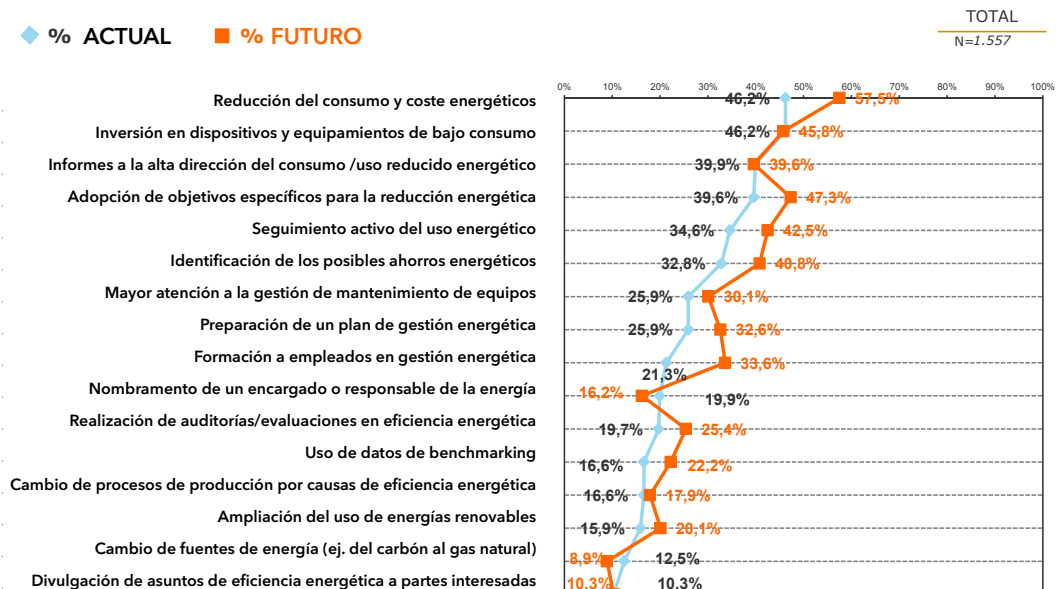 % ACTUAL % FUTURO
TOTAL
N=1.557
0% 10% 20% 30% 40% 50% 60% 70% 80% 90% 100%
Reducción del consumo y coste energéticos 46,2% 57,5%
Inversión en dispositivos y equipamientos de bajo consumo 46,2% 45,8%
Informes a la alta dirección del consumo /uso reducido energético 39,9% 39,6%
Adopción de objetivos específicos para la reducción energética 39,6% 47,3%
Seguimiento activo del uso energético 34,6% 42,5%
Identificación de los posibles ahorros energéticos 32,8% 40,8%
Mayor atención a la gestión de mantenimiento de equipos 25,9% 30,1%
Preparación de un plan de gestión energética 25,9% 32,6%
Formación a empleados en gestión energética 21,3% 33,6%
Nombramento de un encargado o responsable de la energía 16,2% 19,9%
Realización de auditorías/evaluaciones en eficiencia energética 19,7% 25,4%
Uso de datos de benchmarking 16,6% 22,2%
Cambio de procesos de producción por causas de eficiencia energética 16,6% 17,9%
Ampliación del uso de energías renovables 15,9% 20,1%
Cambio de fuentes de energía (ej. del carbón al gas natural) 8,9% 12,5%
Divulgación de asuntos de eficiencia energética a partes interesadas 10,3% 10,3%